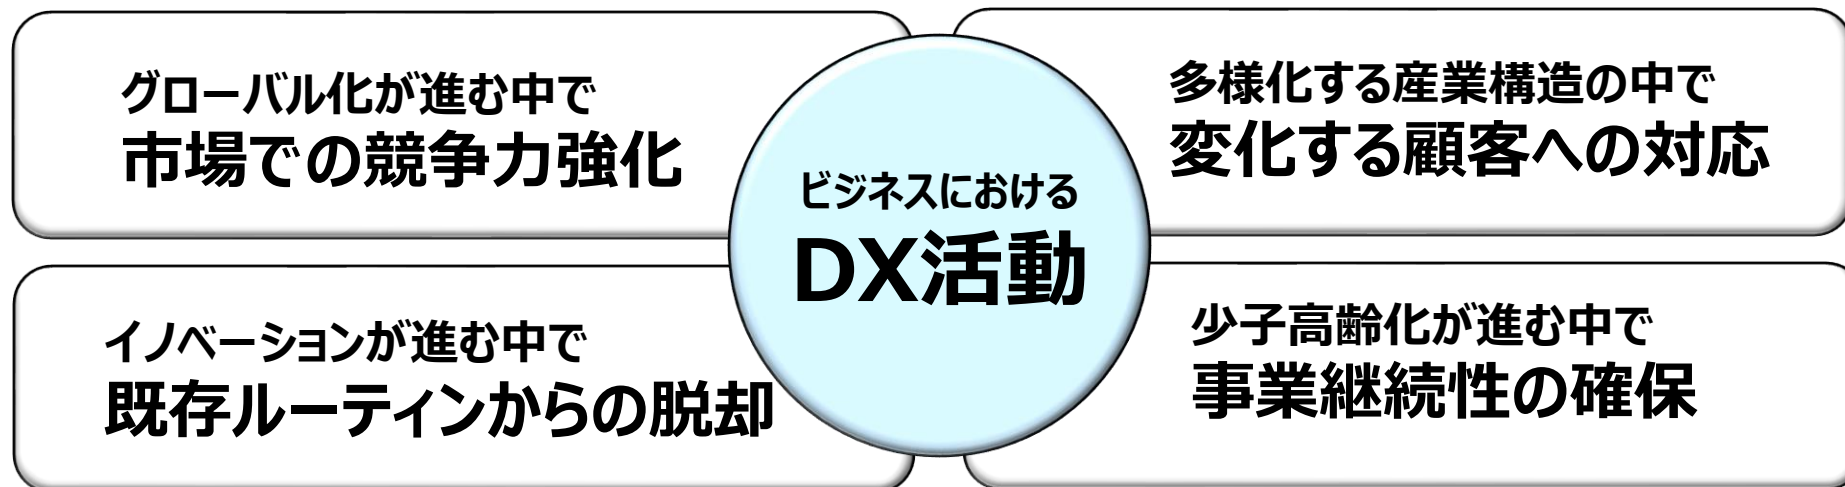 グローバル化が進む中で
市場での競争力強化
多様化する産業構造の中で
変化する顧客への対応
ビジネスにおける
DX活動
イノベーションが進む中で
既存ルーティンからの脱却
少子高齢化が進む中で
事業継続性の確保